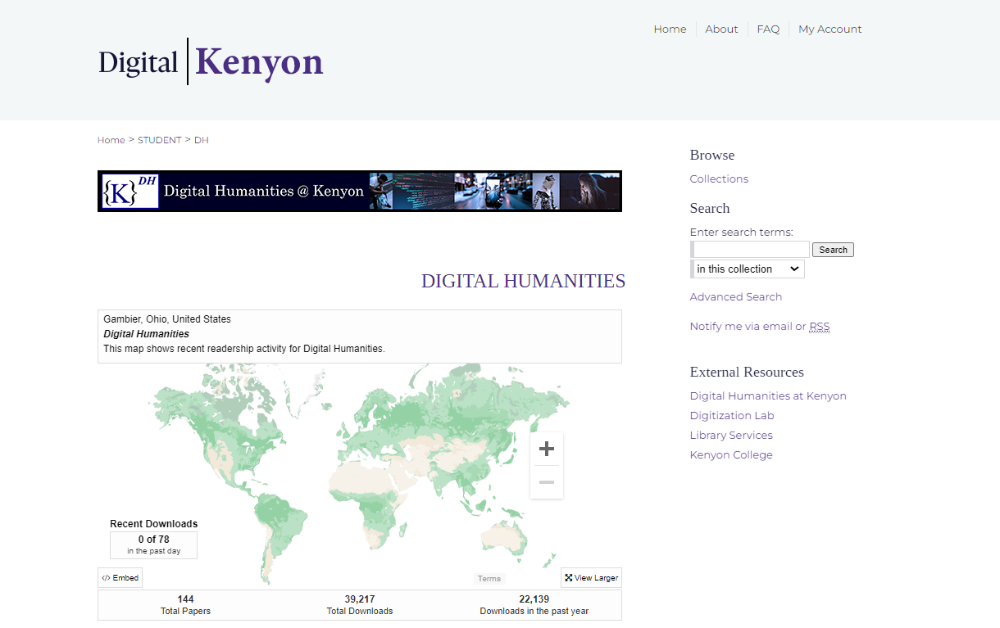 Home About FAQ My Account
Digital Kenyon
Home > STUDENT > DH
{K} DH Digital Humanities @ Kenyon
DIGITAL HUMANITIES
Gambier, Ohio, United States
Digital Humanities
This map shows recent readership activity for Digital Humanities.
Recent Downloads
0 of 78
in the past day
</> Embed
Terms
View Larger
144 39,217 22,139
Total Papers Total Downloads Downloads in the past year
Browse
Collections
Search
Enter search terms:
Search
in this collection
Advanced Search
Notify me via email or RSS
External Resources
Digital Humanities at Kenyon
Digitization Lab
Library Services
Kenyon College